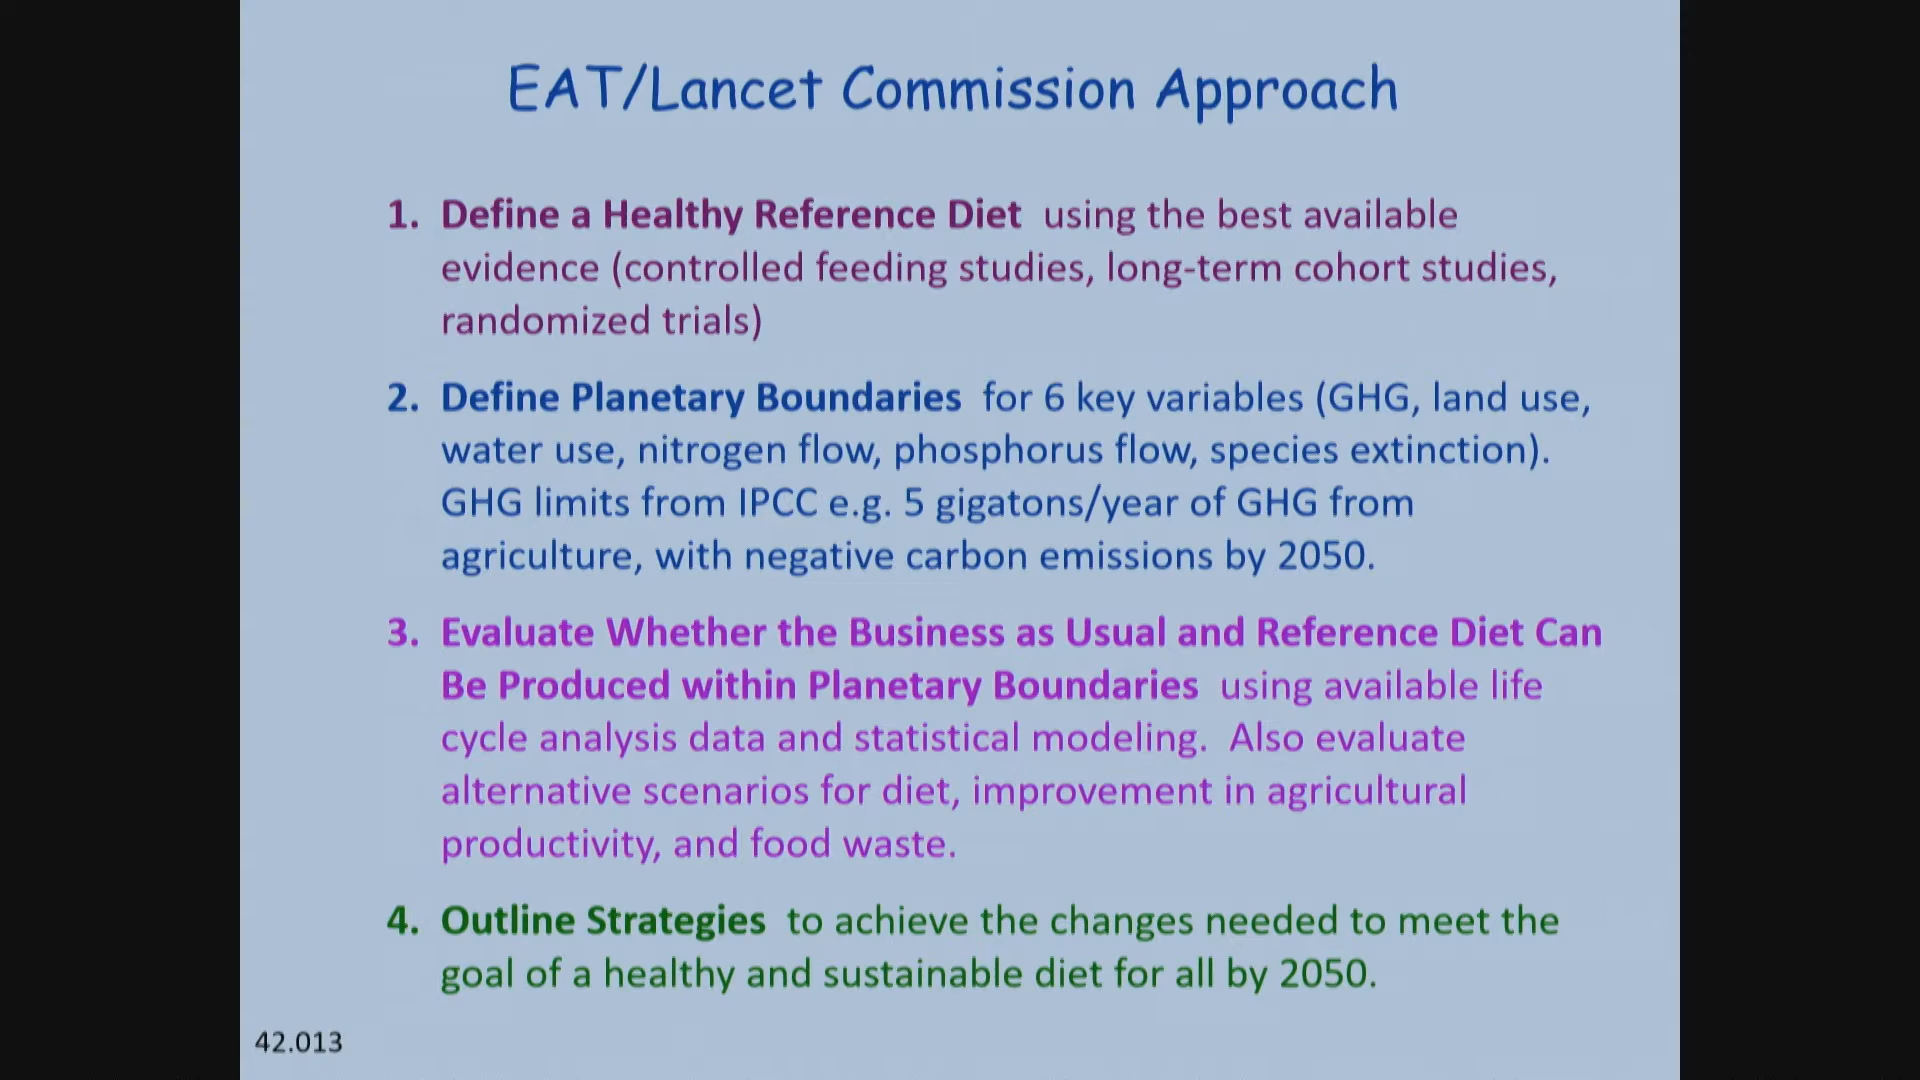 EAT/Lancet Commission Approach
1. Define a Healthy Reference Diet using the best available
evidence (controlled feeding studies, long-term cohort studies,
randomized trials)
2. Define Planetary Boundaries for 6 key variables (GHG, land use,
water use, nitrogen flow, phosphorus flow, species extinction).
GHG limits from IPCC e.g. 5 gigatons/year of GHG from
agriculture, with negative carbon emissions by 2050.
3. Evaluate Whether the Business as Usual and Reference Diet Can
Be Produced within Planetary Boundaries using available life
cycle analysis data and statistical modeling. Also evaluate
alternative scenarios for diet, improvement in agricultural
productivity, and food waste.
4. Outline Strategies to achieve the changes needed to meet the
goal of a healthy and sustainable diet for all by 2050.
42.013